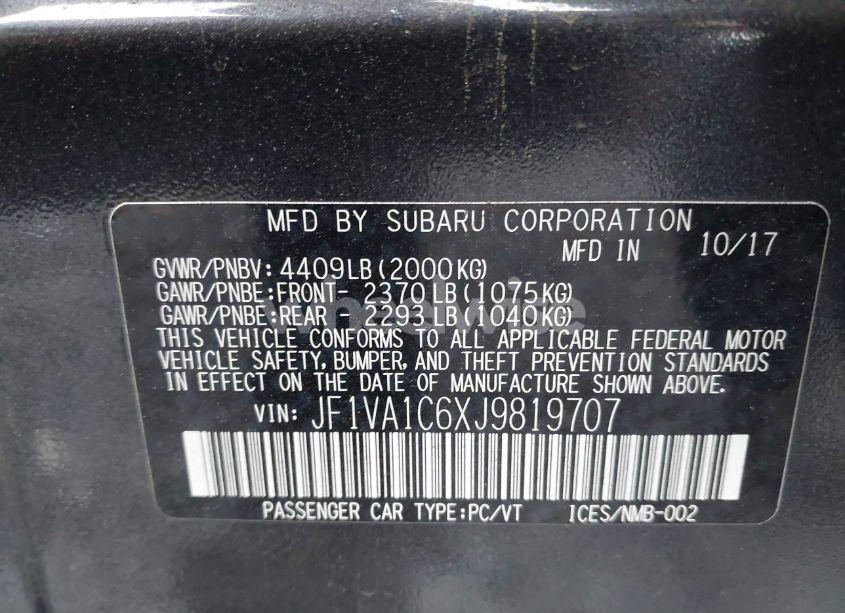 MFD BY SUBARU CORPORATION
MFD IN 10/17
GVWR/PNBV: 4409LB(2000KG)
GAWR/PNBE:FRONT- 2370LB(1075KG)
GAWR/PNBE:REAR - 2293LB(1040KG)
THIS VEHICLE CONFORMS TO ALL APPLICABLE FEDERAL MOTOR
VEHICLE SAFETY, BUMPER, AND THEFT PREVENTION STANDARDS
IN EFFECT ON THE DATE OF MANUFACTURE SHOWN ABOVE.
VIN: JF1VA1C6XJ9819707
PASSENGER CAR TYPE:PC/VT ICES/NMB-002